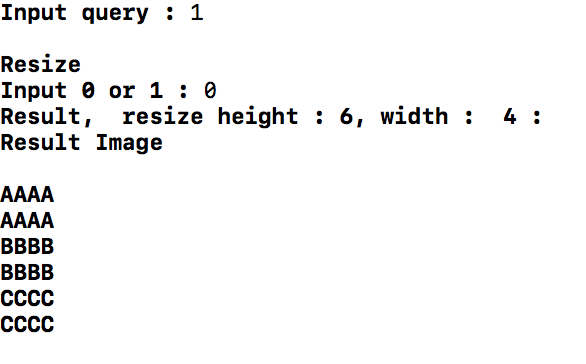 Input query : 1
Resize
Input 0 or 1 : 0
Result,  resize height : 6, width :  4 :
Result Image
AAAA
AAAA
BBBB
BBBB
CCCC
CCCC